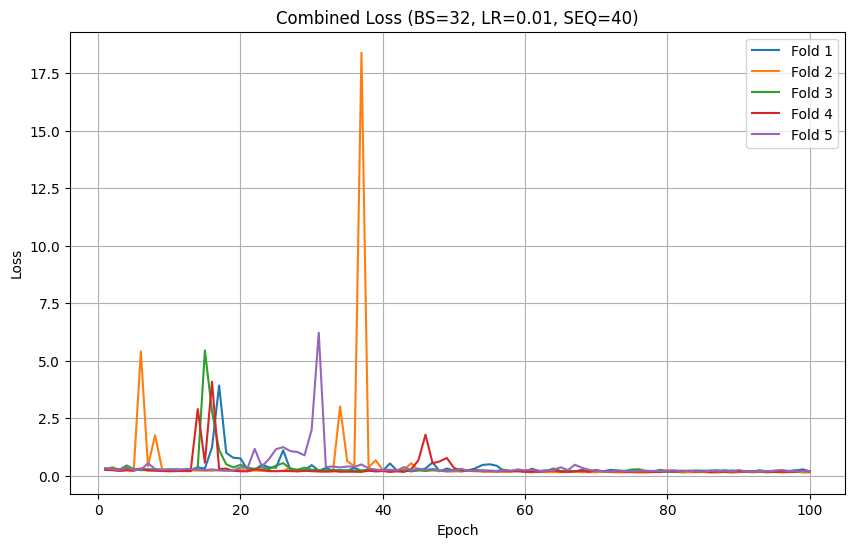 Combined Loss (BS=32, LR=0.01, SEQ=40)
Fold 1
Fold 2
Fold 3
Fold 4
Fold 5
17.5
15.0
12.5
10.0
7.5
5.0
2.5
0.0
Loss
0 20 40 60 80 100
Epoch